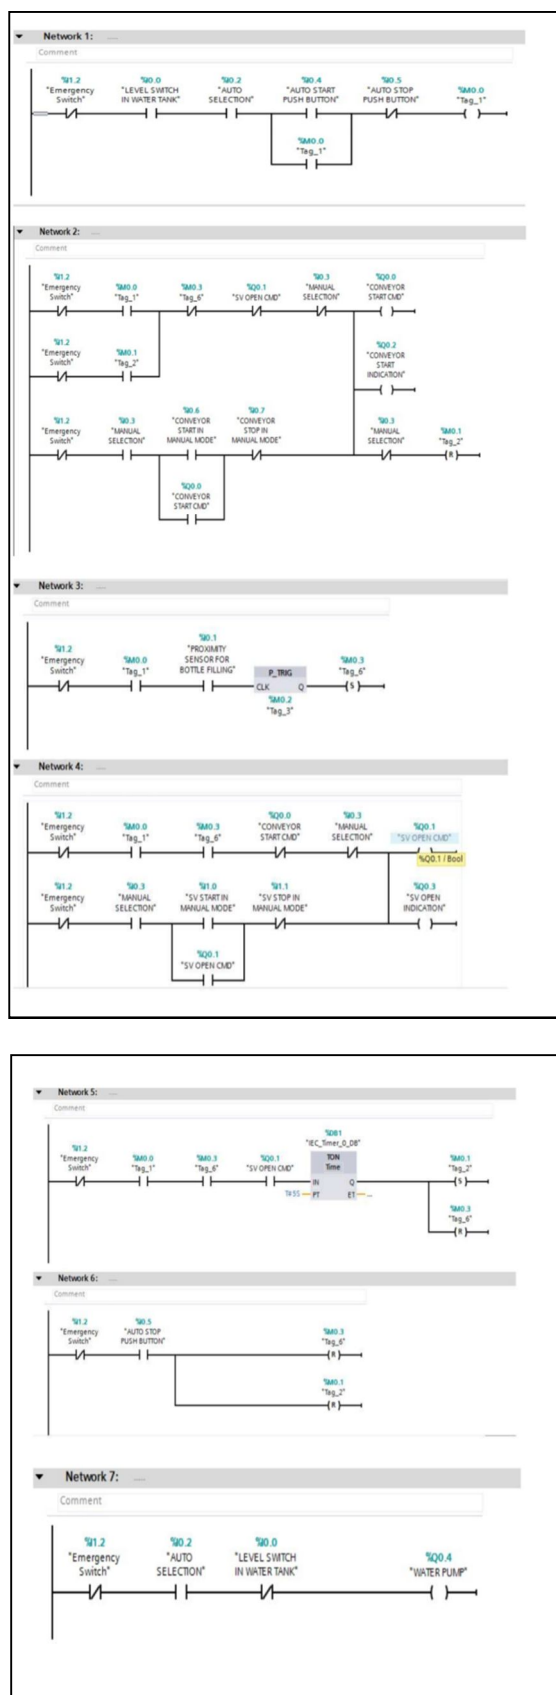 Network 1: ....
Comment
%I1.2 %I0.0 %I0.2 %I0.4 %I0.5 %M0.0
"Emergency "LEVEL SWITCH "AUTO "AUTO START "AUTO STOP "Tag_1"
Switch" IN WATER TANK" SELECTION" PUSH BUTTON" PUSH BUTTON"
%M0.0
"Tag_1"
Network 2: ....
Comment
%I1.2 %M0.0 %M0.3 %Q0.1 %I0.3 %Q0.0
"Emergency "Tag_1" "Tag_6" "SV OPEN CMD" "MANUAL "CONVEYOR
Switch" SELECTION" START CMD"
%I1.2 %M0.1 %Q0.2
"Emergency "Tag_2" "CONVEYOR
Switch" START
INDICATION"
%I1.2 %I0.3 %I0.6 %I0.7 %I0.3 %M0.1
"Emergency "MANUAL "CONVEYOR "CONVEYOR "MANUAL "Tag_2"
Switch" SELECTION" START IN STOP IN SELECTION" R
MANUAL MODE" MANUAL MODE"
%Q0.0
"CONVEYOR
START CMD"
Network 3: ....
Comment
%I1.2 %M0.0 %I0.1 %M0.3
"Emergency "Tag_1" "PROXIMITY "Tag_6"
Switch" SENSOR FOR
BOTTLE FILLING" P_TRIG
CLK Q S
%M0.2
"Tag_3"
Network 4: ....
Comment
%I1.2 %M0.0 %M0.3 %Q0.0 %I0.3 %Q0.1
"Emergency "Tag_1" "Tag_6" "CONVEYOR "MANUAL "SV OPEN CMD"
Switch" START CMD" SELECTION"
%Q0.1 / Bool
%I1.2 %I0.3 %I1.0 %I1.1 %Q0.3
"Emergency "MANUAL "SV START IN "SV STOP IN "SV OPEN
Switch" SELECTION" MANUAL MODE" MANUAL MODE" INDICATION"
%Q0.1
"SV OPEN CMD"
Network 5: ....
Comment
%DB1
"IEC_Timer_0_DB"
%I1.2 %M0.0 %M0.3 %Q0.1 TON %M0.1
"Emergency "Tag_1" "Tag_6" "SV OPEN CMD" Time "Tag_2"
Switch"
IN Q S
T#5S PT ET ...
%M0.3
"Tag_6"
R
Network 6: ....
Comment
%I1.2 %I0.5 %M0.3
"Emergency "AUTO STOP "Tag_6"
Switch" PUSH BUTTON" R
%M0.1
"Tag_2"
R
Network 7: ....
Comment
%I1.2 %I0.2 %I0.0 %Q0.4
"Emergency "AUTO "LEVEL SWITCH "WATER PUMP"
Switch" SELECTION" IN WATER TANK"